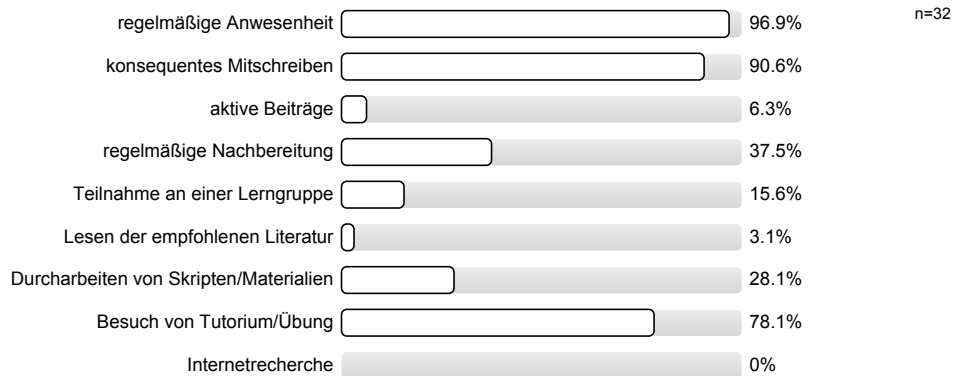 regelmäßige Anwesenheit 96.9% n=32
konsequentes Mitschreiben 90.6%
aktive Beiträge 6.3%
regelmäßige Nachbereitung 37.5%
Teilnahme an einer Lerngruppe 15.6%
Lesen der empfohlenen Literatur 3.1%
Durcharbeiten von Skripten/Materialien 28.1%
Besuch von Tutorium/Übung 78.1%
Internetrecherche 0%